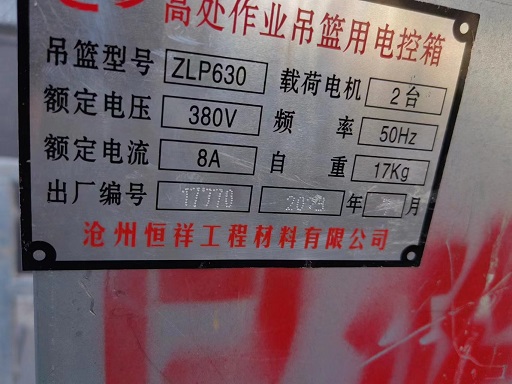 高处作业吊篮用电控箱
吊篮型号 ZLP630 载荷电机 2台
额定电压 380V 频率 50Hz
额定电流 8A 自重 17Kg
出厂编号 17770 年 月
沧州恒祥工程材料有限公司